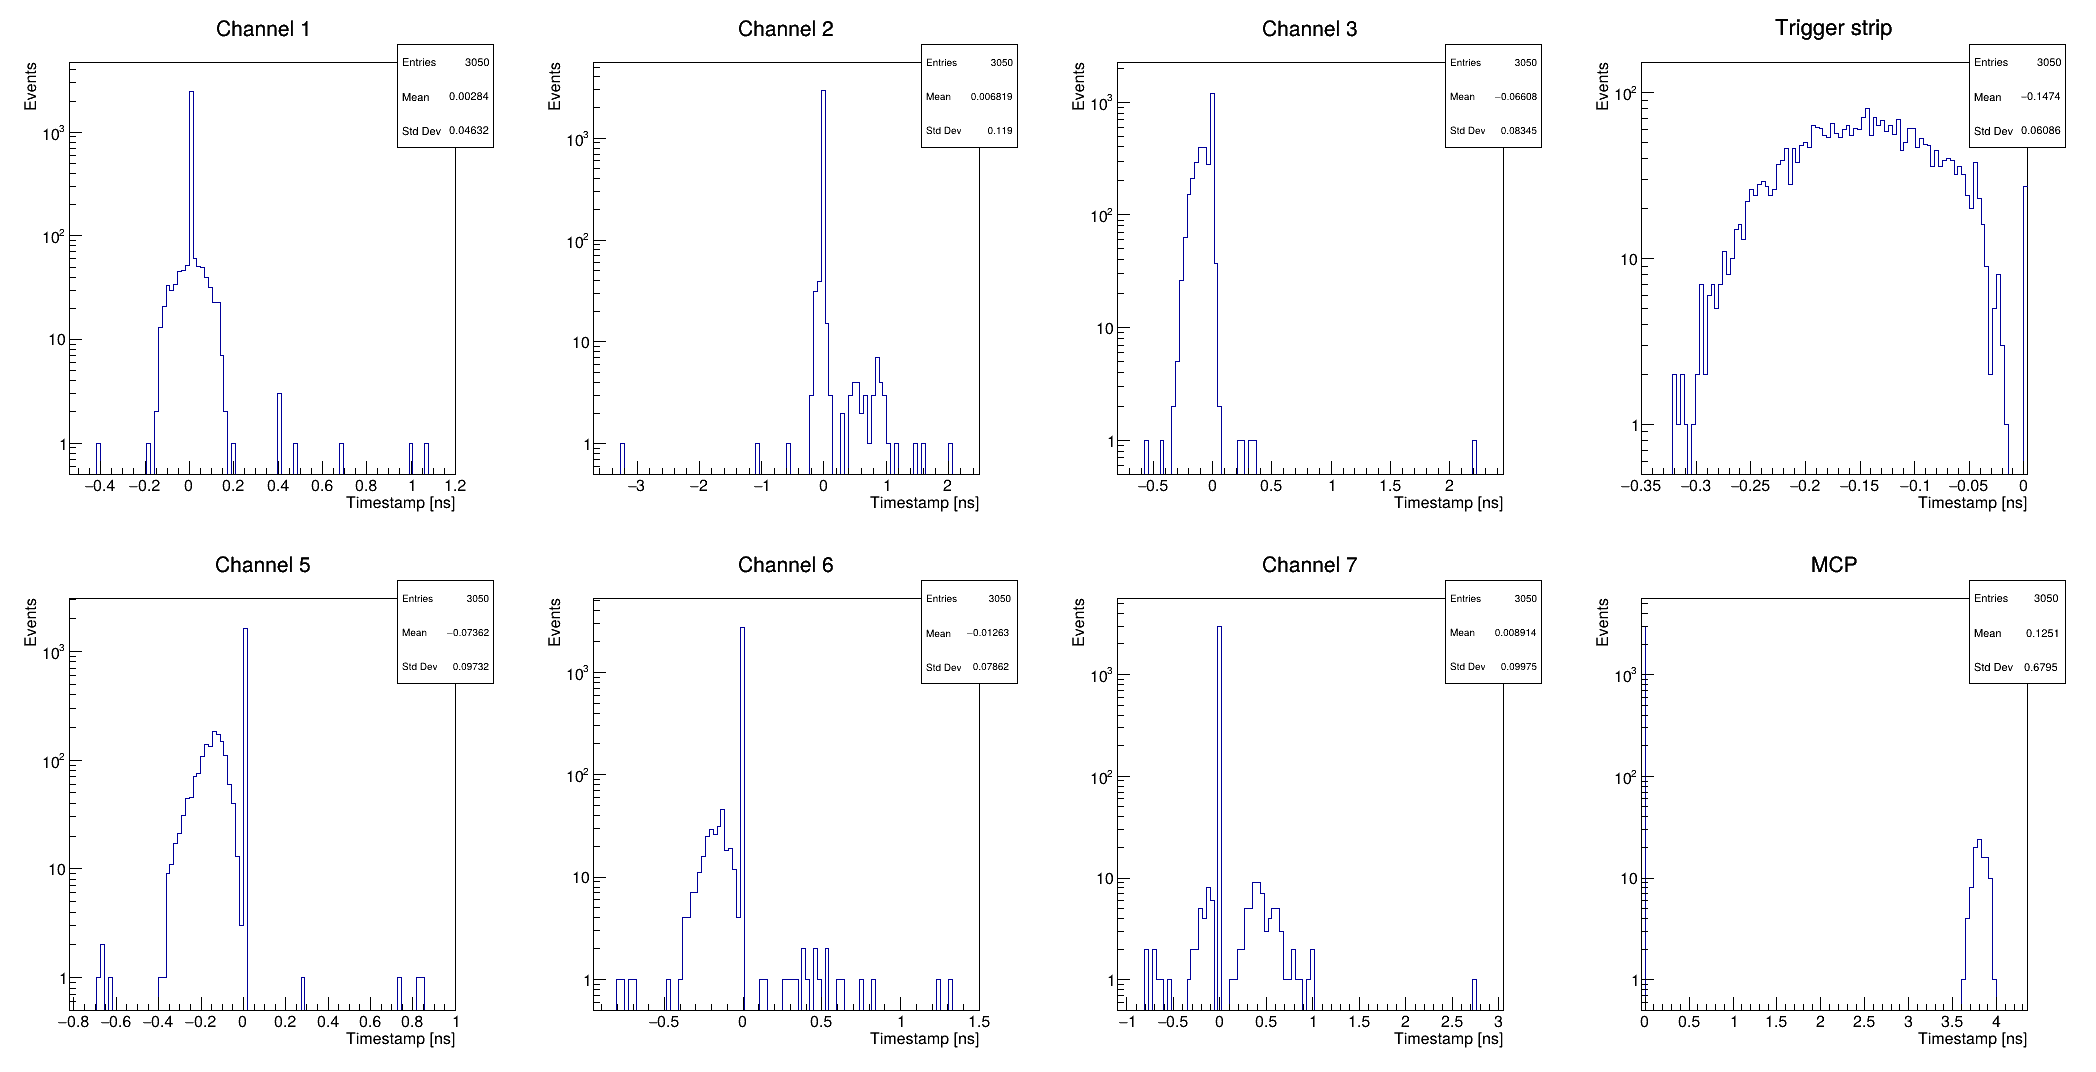 Channel 1
Events
Entries 3050
Mean 0.00284
Std Dev 0.04632
10³
10²
10
1
−0.4 −0.2 0 0.2 0.4 0.6 0.8 1 1.2
Timestamp [ns]
Channel 2
Events
Entries 3050
Mean 0.006819
Std Dev 0.119
10³
10²
10
1
−3 −2 −1 0 1 2
Timestamp [ns]
Channel 3
Events
Entries 3050
Mean −0.06608
Std Dev 0.08345
10³
10²
10
1
−0.5 0 0.5 1 1.5 2
Timestamp [ns]
Trigger strip
Events
Entries 3050
Mean −0.1474
Std Dev 0.06086
10²
10
1
−0.35 −0.3 −0.25 −0.2 −0.15 −0.1 −0.05 0
Timestamp [ns]
Channel 5
Events
Entries 3050
Mean −0.07362
Std Dev 0.09732
10³
10²
10
1
−0.8 −0.6 −0.4 −0.2 0 0.2 0.4 0.6 0.8 1
Timestamp [ns]
Channel 6
Events
Entries 3050
Mean −0.01263
Std Dev 0.07862
10³
10²
10
1
−0.5 0 0.5 1 1.5
Timestamp [ns]
Channel 7
Events
Entries 3050
Mean 0.008914
Std Dev 0.09975
10³
10²
10
1
−1 −0.5 0 0.5 1 1.5 2 2.5 3
Timestamp [ns]
MCP
Events
Entries 3050
Mean 0.1251
Std Dev 0.6795
10³
10²
10
1
0 0.5 1 1.5 2 2.5 3 3.5 4
Timestamp [ns]